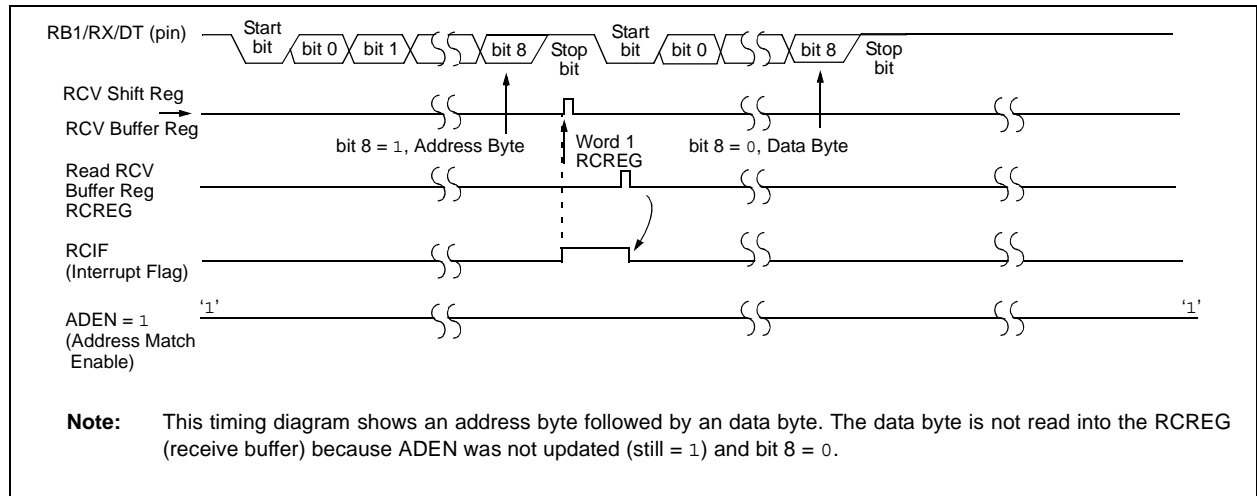 RB1/RX/DT (pin)
Start
bit
bit 0
bit 1
bit 8
Stop
bit
Start
bit
bit 0
bit 8
Stop
bit
RCV Shift Reg
RCV Buffer Reg
bit 8 = 1, Address Byte
Word 1
RCREG
bit 8 = 0, Data Byte
Read RCV
Buffer Reg
RCREG
RCIF
(Interrupt Flag)
‘1’
‘1’
ADEN = 1
(Address Match
Enable)
Note: This timing diagram shows an address byte followed by an data byte. The data byte is not read into the RCREG
(receive buffer) because ADEN was not updated (still = 1) and bit 8 = 0.